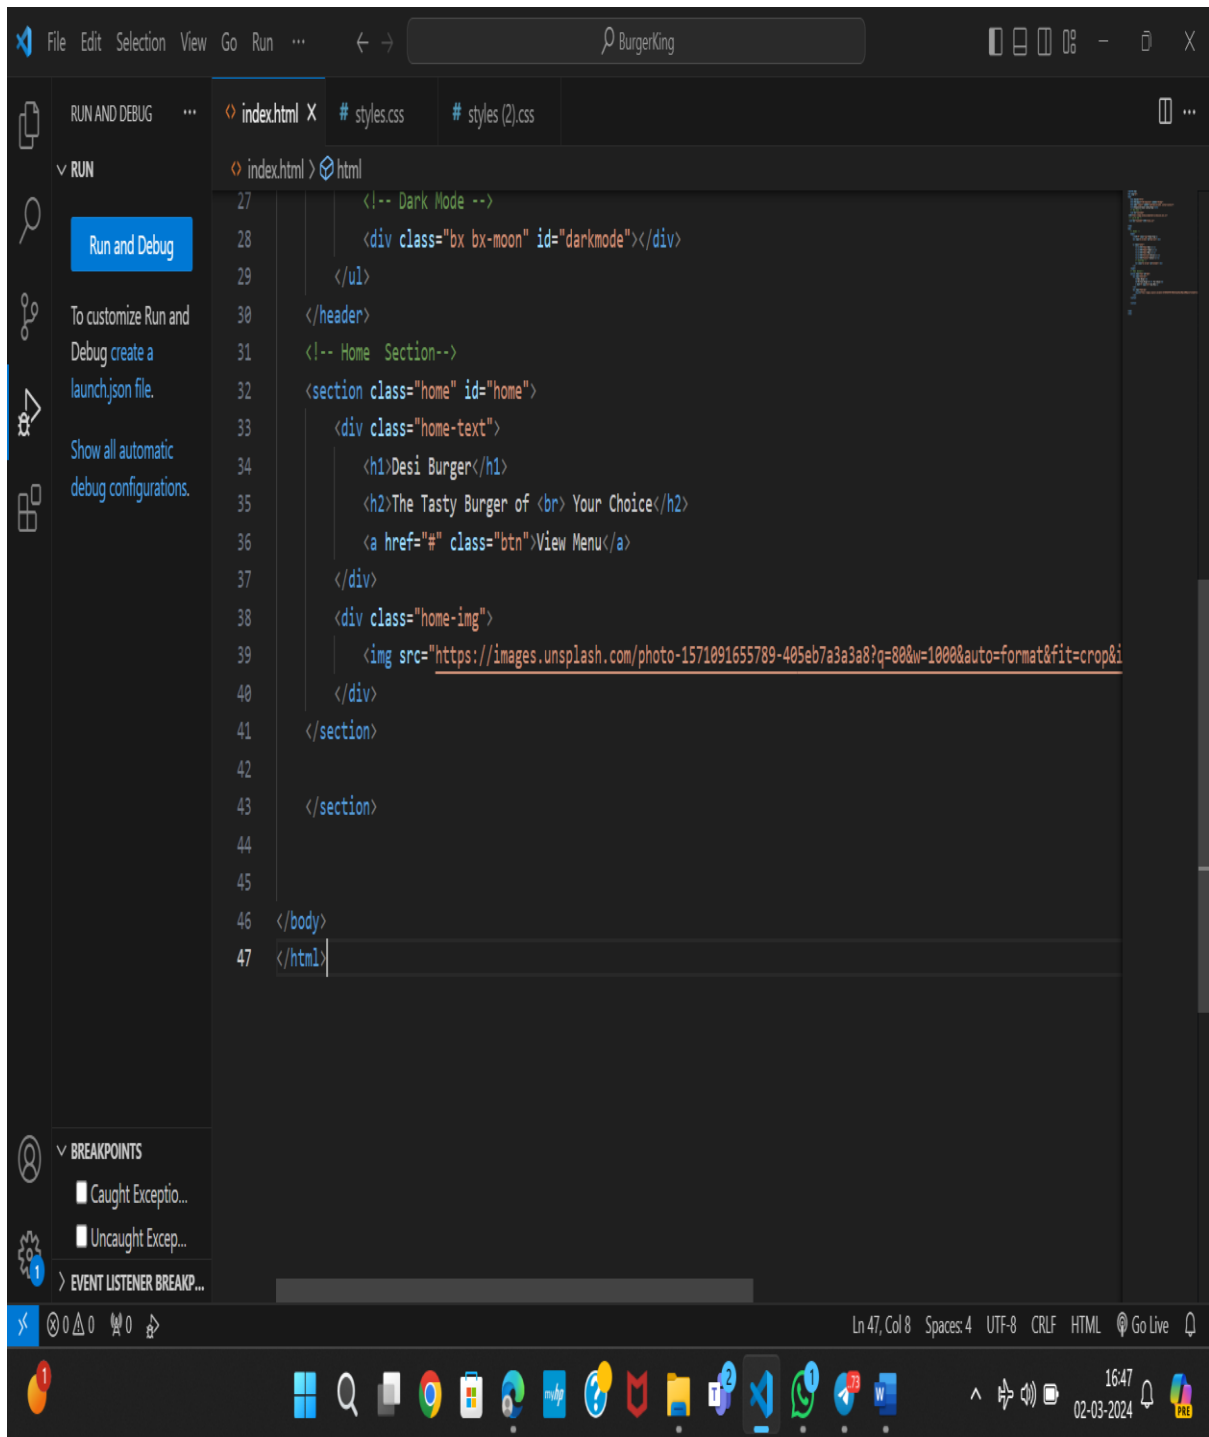 File Edit Selection View Go Run ··· BurgerKing
RUN AND DEBUG ···
index.html # styles.css # styles (2).css ···
RUN
index.html > html
Run and Debug
To customize Run and
Debug create a
launch.json file.
Show all automatic
debug configurations.
27 <!-- Dark Mode -->
28 <div class="bx bx-moon" id="darkmode"></div>
29 </ul>
30 </header>
31 <!-- Home  Section-->
32 <section class="home" id="home">
33 <div class="home-text">
34 <h1>Desi Burger</h1>
35 <h2>The Tasty Burger of <br> Your Choice</h2>
36 <a href="#" class="btn">View Menu</a>
37 </div>
38 <div class="home-img">
39 <img src="https://images.unsplash.com/photo-1571091655789-405eb7a3a3a8?q=80&w=1000&auto=format&fit=crop&i
40 </div>
41 </section>
42
43 </section>
44
45
46 </body>
47 </html>
BREAKPOINTS
Caught Exceptio...
Uncaught Excep...
EVENT LISTENER BREAKP...
1
0 0 0 Ln 47, Col 8 Spaces: 4 UTF-8 CRLF HTML Go Live
1 myhp ? T 2 1 73 W PRE
16:47
02-03-2024